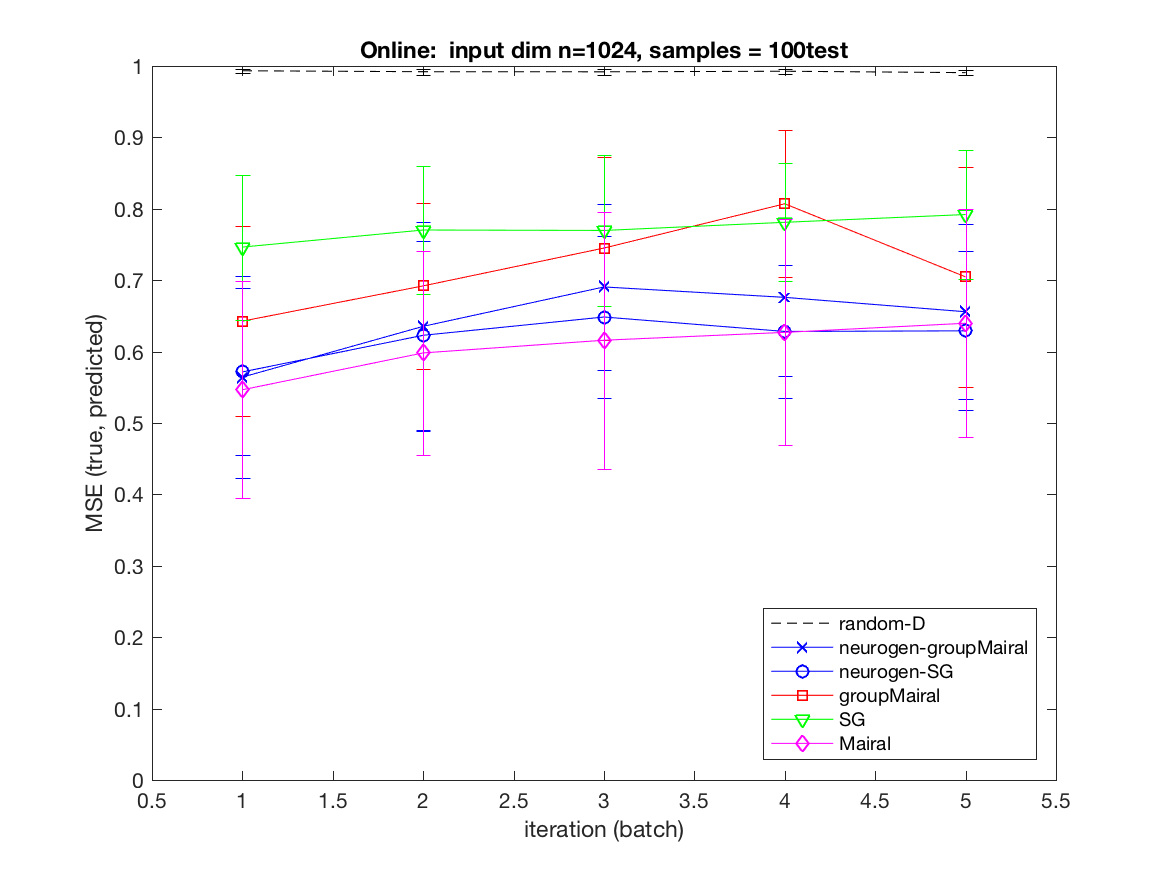 Online:  input dim n=1024, samples = 100test
1
0.9
0.8
0.7
0.6
0.5
0.4
0.3
0.2
0.1
0
MSE (true, predicted)
random-D
neurogen-groupMairal
neurogen-SG
groupMairal
SG
Mairal
0.5 1 1.5 2 2.5 3 3.5 4 4.5 5 5.5
iteration (batch)